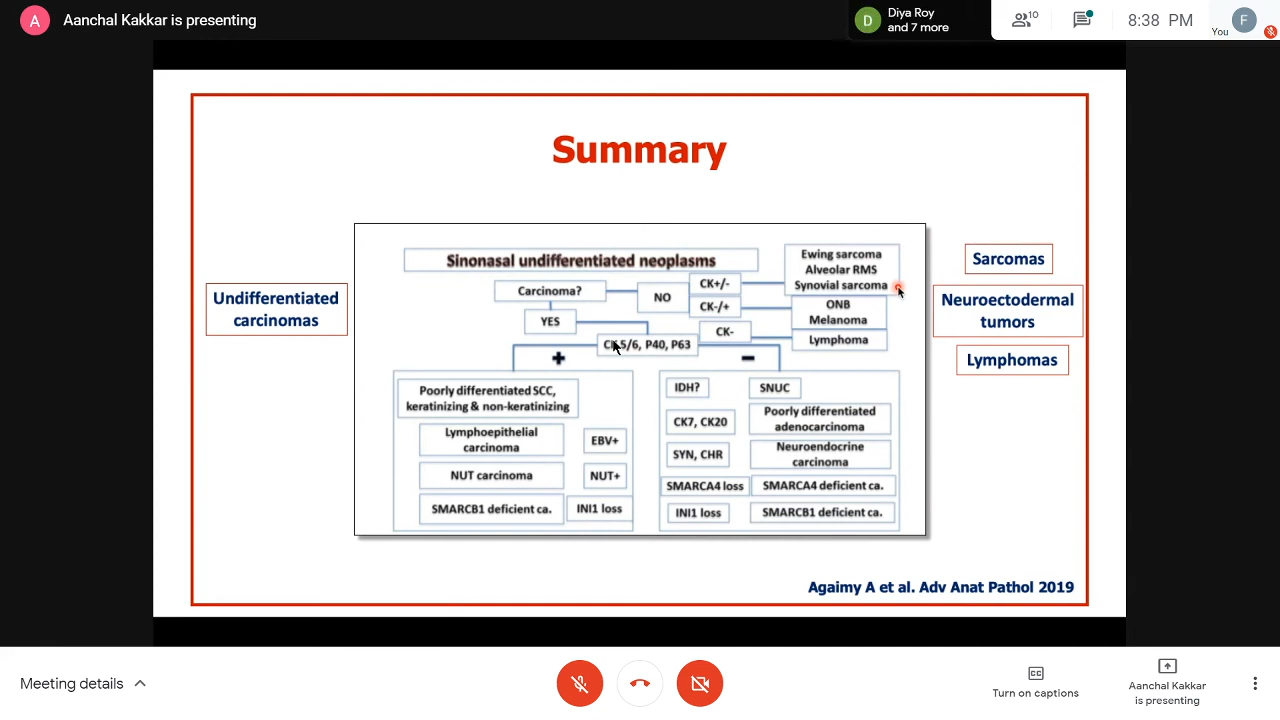 A
Aanchal Kakkar is presenting
D
Diya Roy
and 7 more
10
8:38 PM
You
F
Summary
Undifferentiated
carcinomas
Sinonasal undifferentiated neoplasms
Carcinoma?
NO
YES
CK+/-
CK-/+
CK-
Ewing sarcoma
Alveolar RMS
Synovial sarcoma
ONB
Melanoma
Lymphoma
CK5/6, P40, P63
+
−
Poorly differentiated SCC,
keratinizing & non-keratinizing
Lymphoepithelial
carcinoma
EBV+
NUT carcinoma
NUT+
SMARCB1 deficient ca.
INI1 loss
IDH?
SNUC
CK7, CK20
Poorly differentiated
adenocarcinoma
SYN, CHR
Neuroendocrine
carcinoma
SMARCA4 loss
SMARCA4 deficient ca.
INI1 loss
SMARCB1 deficient ca.
Sarcomas
Neuroectodermal
tumors
Lymphomas
Agaimy A et al. Adv Anat Pathol 2019
Meeting details
CC
Turn on captions
Aanchal Kakkar
is presenting